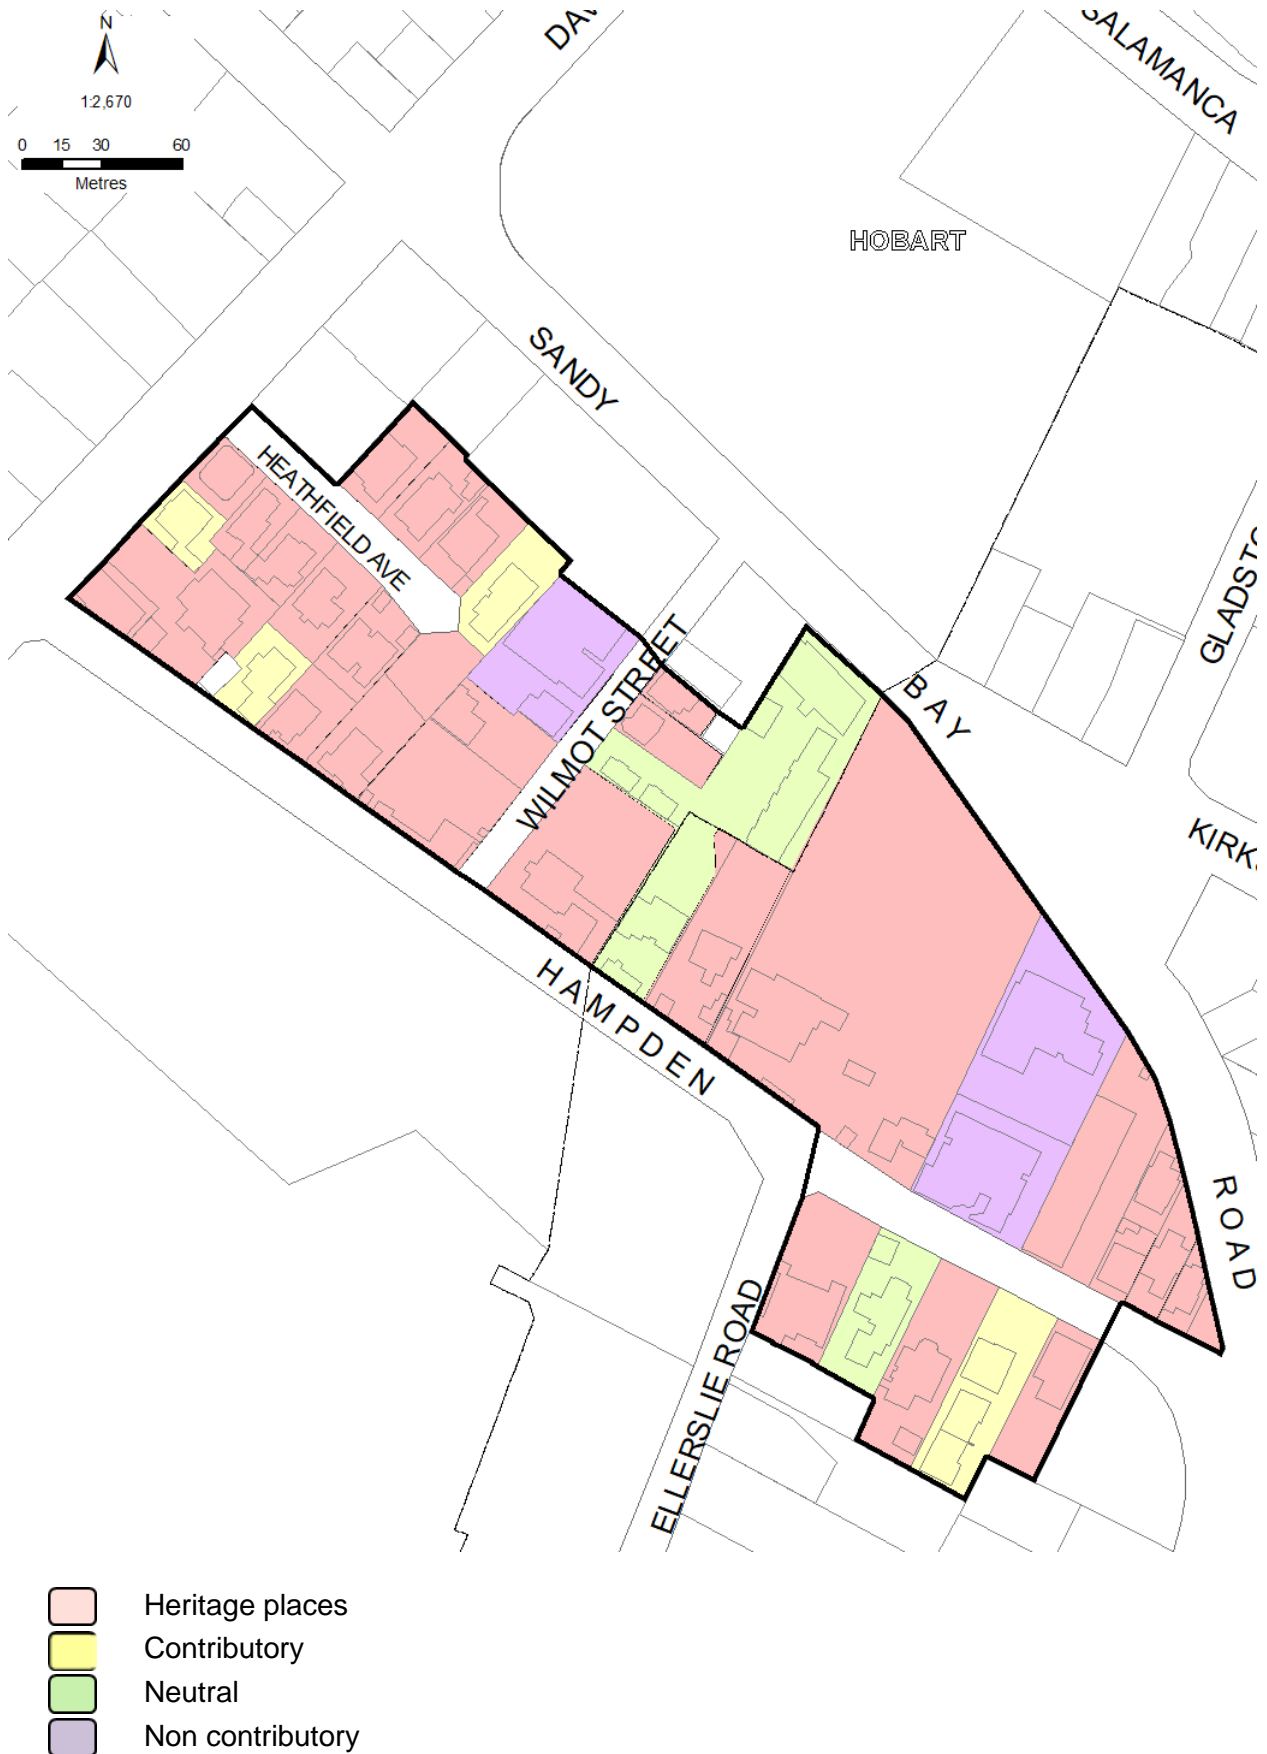 N
1:2,670
0 15 30 60
Metres
SALAMANCA
HOBART
SANDY
HEATHFIELD AVE
WILMOT STREET
BAY
HAMPDEN
ROAD
ELLERSLIE ROAD
Heritage places
Contributory
Neutral
Non contributory